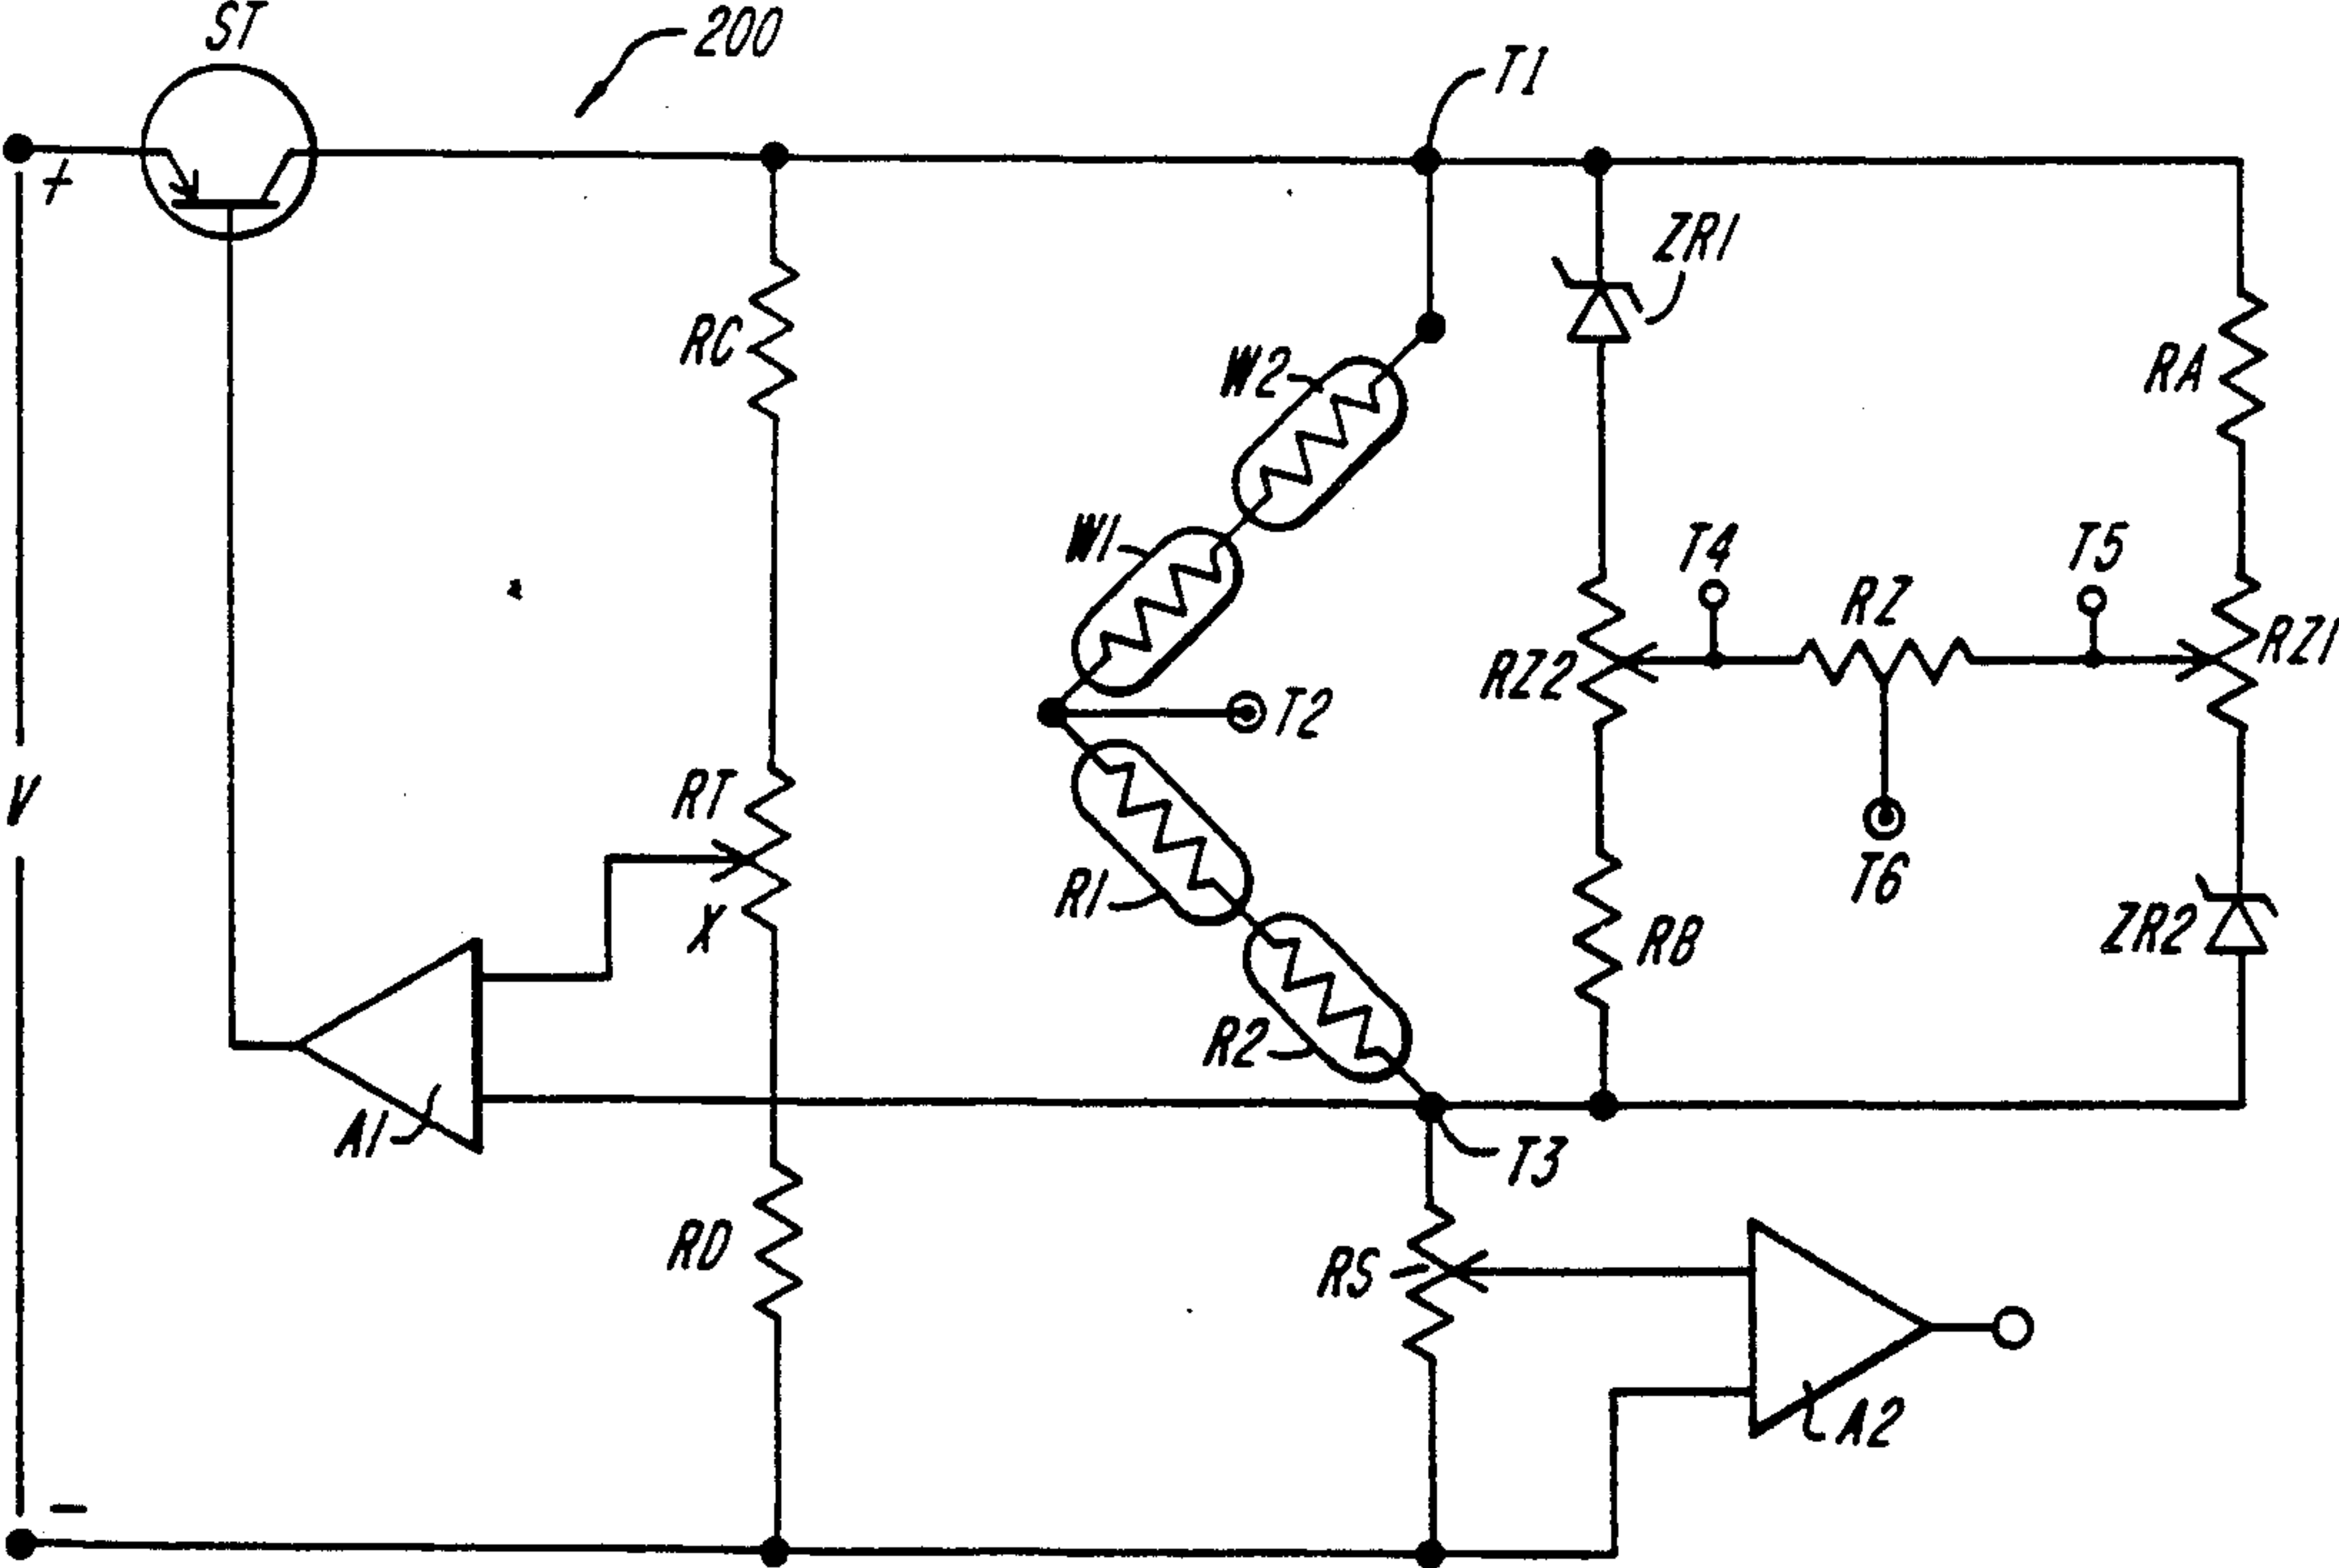 ST
200
T1
+
ZR1
RC
W2
RA
W1
T4
T5
RZ
RZ2
RZ1
T2
RT
V
T6
R1
X
RB
ZR2
R2
A1
T3
RD
RS
A2
-